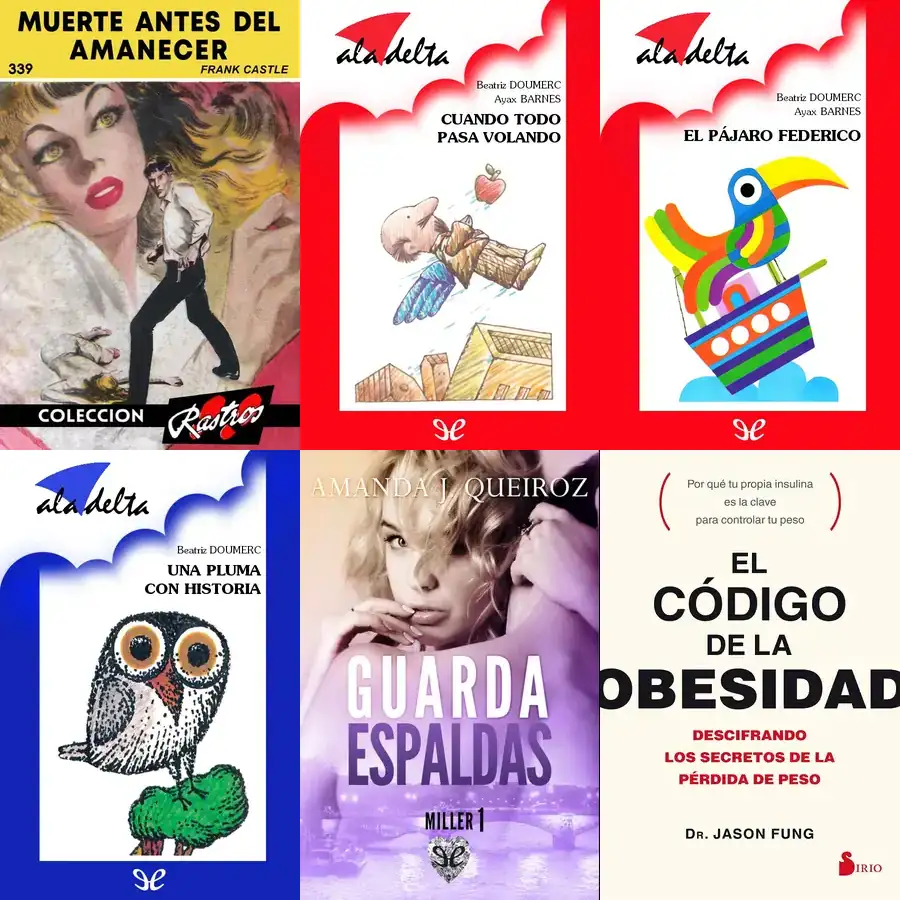 MUERTE ANTES DEL
AMANECER
339
FRANK CASTLE
COLECCION
Rastros
ala delta
Beatriz DOUMERC
Ayax BARNES
CUANDO TODO
PASA VOLANDO
ala delta
Beatriz DOUMERC
Ayax BARNES
EL PÁJARO FEDERICO
ala delta
Beatriz DOUMERC
UNA PLUMA
CON HISTORIA
AMANDA J. QUEIROZ
GUARDA
ESPALDAS
MILLER 1
Por qué tu propia insulina
es la clave
para controlar tu peso
EL
CÓDIGO
DE LA
OBESIDAD
DESCIFRANDO
LOS SECRETOS DE LA
PÉRDIDA DE PESO
DR. JASON FUNG
SIRIO